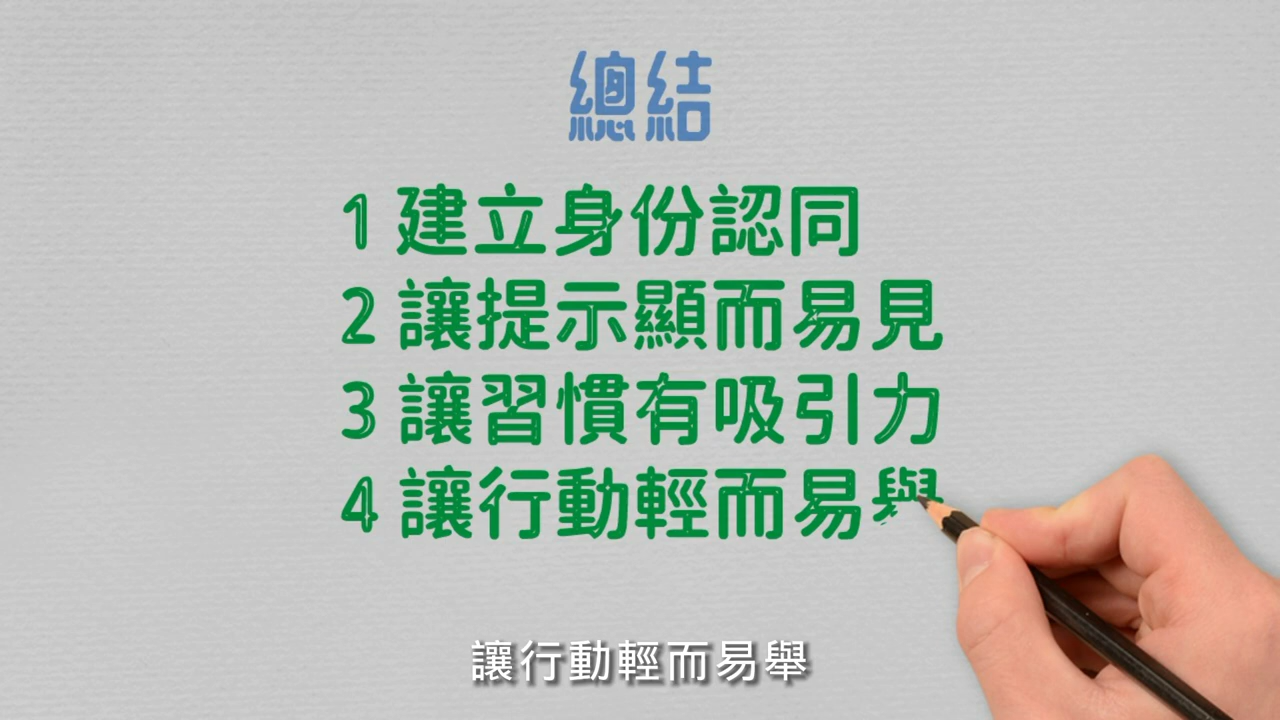 總結
1 建立身份認同
2 讓提示顯而易見
3 讓習慣有吸引力
4 讓行動輕而易舉
讓行動輕而易舉